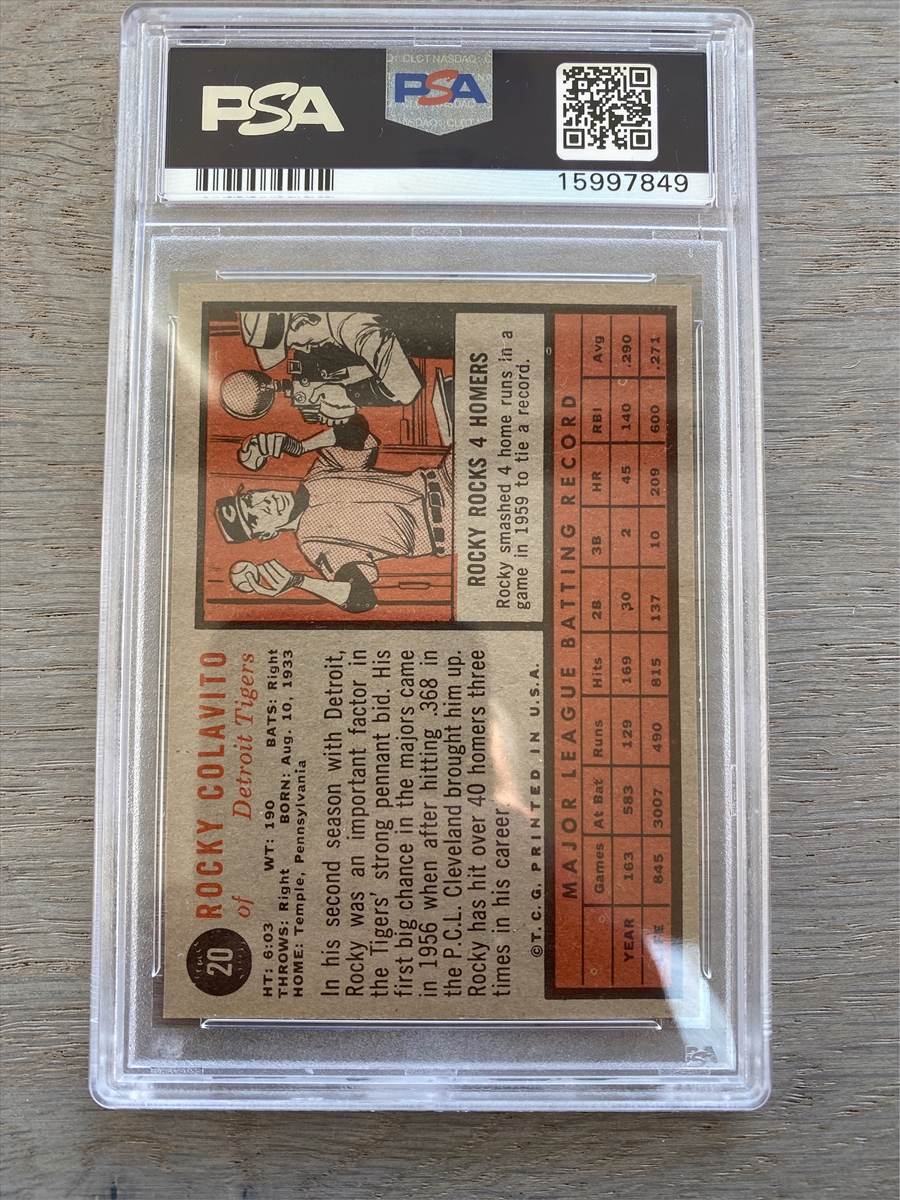 PSA
PSA
15997849
20
ROCKY COLAVITO
of Detroit Tigers
HT: 6:03 WT: 190 BATS: Right
THROWS: Right BORN: Aug. 10, 1933
HOME: Temple, Pennsylvania
In his second season with Detroit,
Rocky was an important factor in
the Tigers' strong pennant bid. His
first big chance in the majors came
in 1956 when after hitting .368 in
the P.C.L. Cleveland brought him up.
Rocky has hit over 40 homers three
times in his career.
ROCKY ROCKS 4 HOMERS
Rocky smashed 4 home runs in a
game in 1959 to tie a record.
©T.C.G. PRINTED IN U.S.A.
MAJOR LEAGUE BATTING RECORD
Games At Bat Runs Hits 2B 3B HR RBI Avg
YEAR 163 583 129 169 30 2 45 140 .290
845 3007 490 815 137 10 209 600 .271
PSA